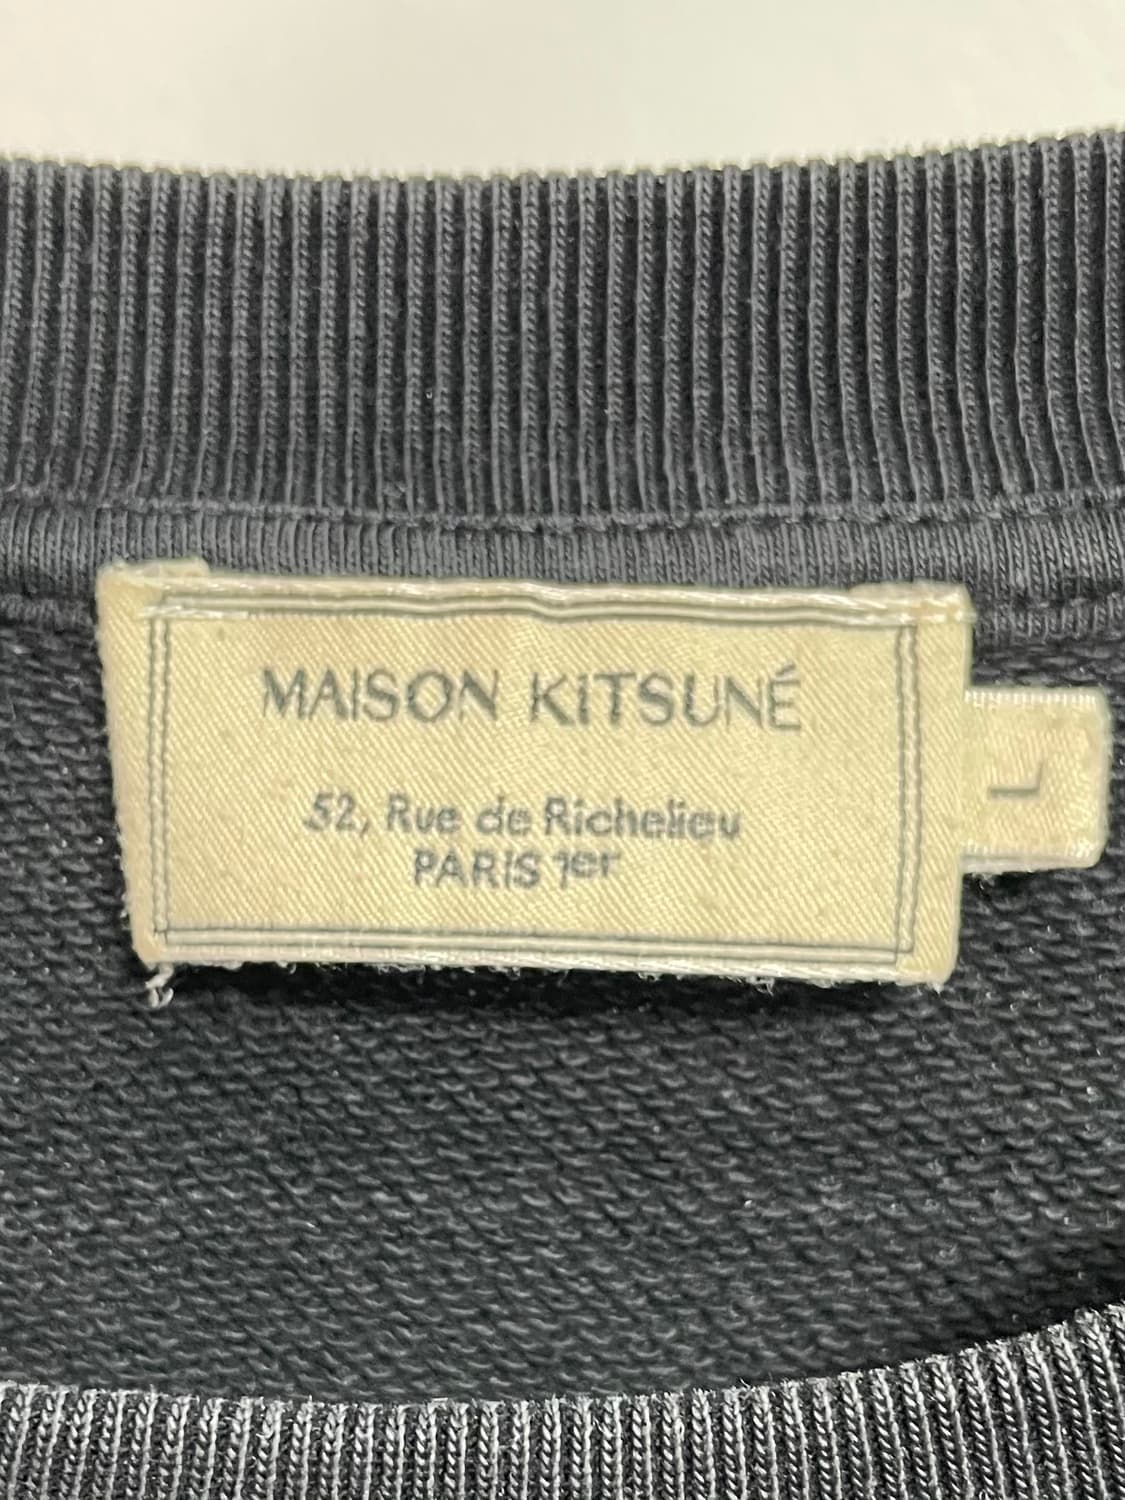 MAISON KITSUNÉ
52, Rue de Richelieu
PARIS 1er
L